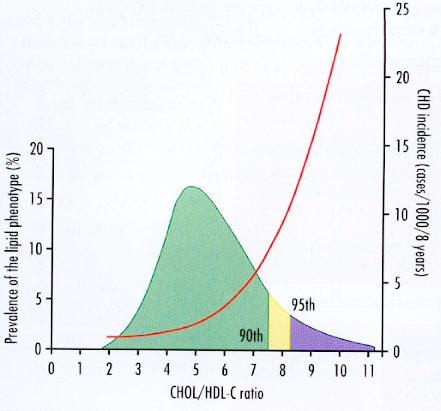 25
20
15
10
5
0
CHD incidence (cases/1000/8 years)
20
15
10
5
0
Prevalence of the lipid phenotype (%)
95th
90th
0 1 2 3 4 5 6 7 8 9 10 11
CHOL/HDL-C ratio